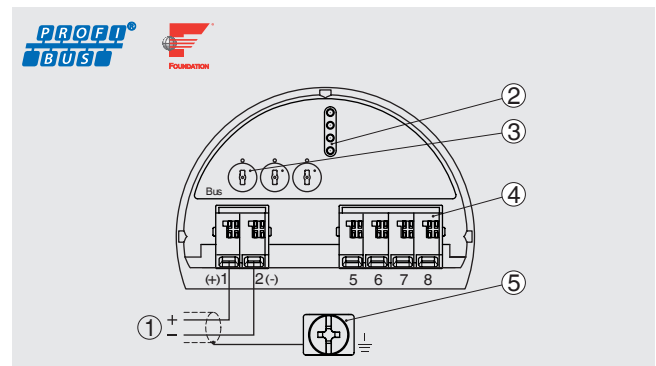 PROFI®
BUS
FOUNDATION
②
③
Bus
④
(+)1 2(-) 5 6 7 8
⑤
① +
−